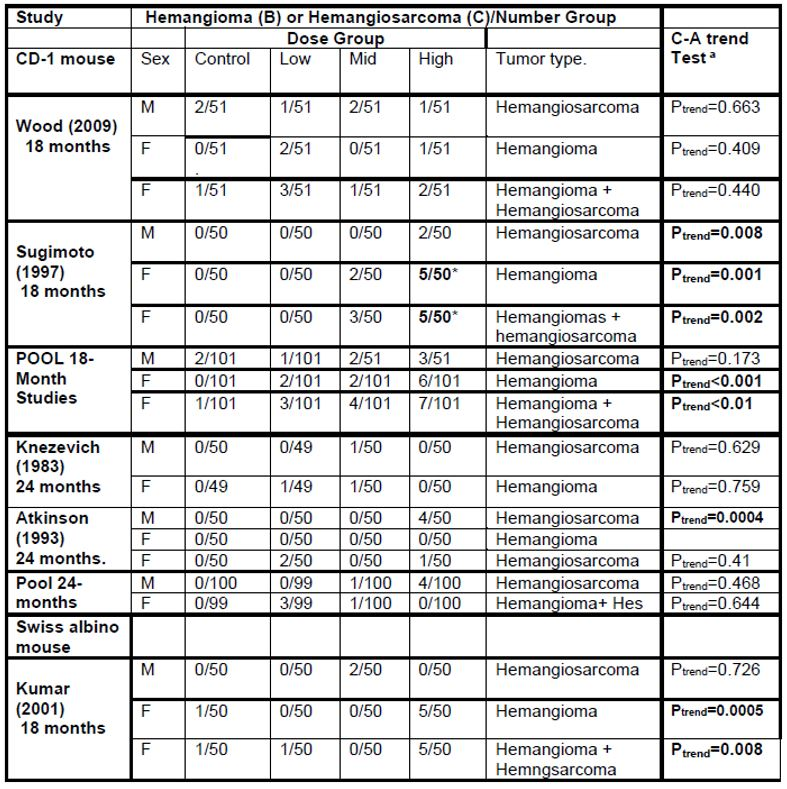 Study Hemangioma (B) or Hemangiosarcoma (C)/Number Group
Dose Group C-A trend
CD-1 mouse Sex Control Low Mid High Tumor type. Test a
Wood (2009)
18 months
M 2/51 1/51 2/51 1/51 Hemangiosarcoma Ptrend=0.663
F 0/51 2/51 0/51 1/51 Hemangioma Ptrend=0.409
.
F 1/51 3/51 1/51 2/51 Hemangioma + Ptrend=0.440
Hemangiosarcoma
Sugimoto
(1997)
18 months
M 0/50 0/50 0/50 2/50 Hemangiosarcoma Ptrend=0.008
F 0/50 0/50 2/50 5/50* Hemangioma Ptrend=0.001
F 0/50 0/50 3/50 5/50* Hemangiomas + Ptrend=0.002
hemangiosarcoma
POOL 18-
Month
Studies
M 2/101 1/101 2/51 3/51 Hemangiosarcoma Ptrend=0.173
F 0/101 2/101 2/101 6/101 Hemangioma Ptrend<0.001
F 1/101 3/101 4/101 7/101 Hemangioma + Ptrend<0.01
Hemangiosarcoma
Knezevich
(1983)
24 months
M 0/50 0/49 1/50 0/50 Hemangiosarcoma Ptrend=0.629
F 0/49 1/49 1/50 0/50 Hemangioma Ptrend=0.759
Atkinson
(1993)
24 months.
M 0/50 0/50 0/50 4/50 Hemangiosarcoma Ptrend=0.0004
F 0/50 0/50 0/50 0/50 Hemangioma
F 0/50 2/50 0/50 1/50 Hemangiosarcoma Ptrend=0.41
Pool 24-
months
M 0/100 0/99 1/100 4/100 Hemangiosarcoma Ptrend=0.468
F 0/99 3/99 1/100 0/100 Hemangioma+ Hes Ptrend=0.644
Swiss albino
mouse
Kumar
(2001)
18 months
M 0/50 0/50 2/50 0/50 Hemangiosarcoma Ptrend=0.726
F 1/50 0/50 0/50 5/50 Hemangioma Ptrend=0.0005
F 1/50 1/50 0/50 5/50 Hemangioma + Ptrend=0.008
Hemngsarcoma